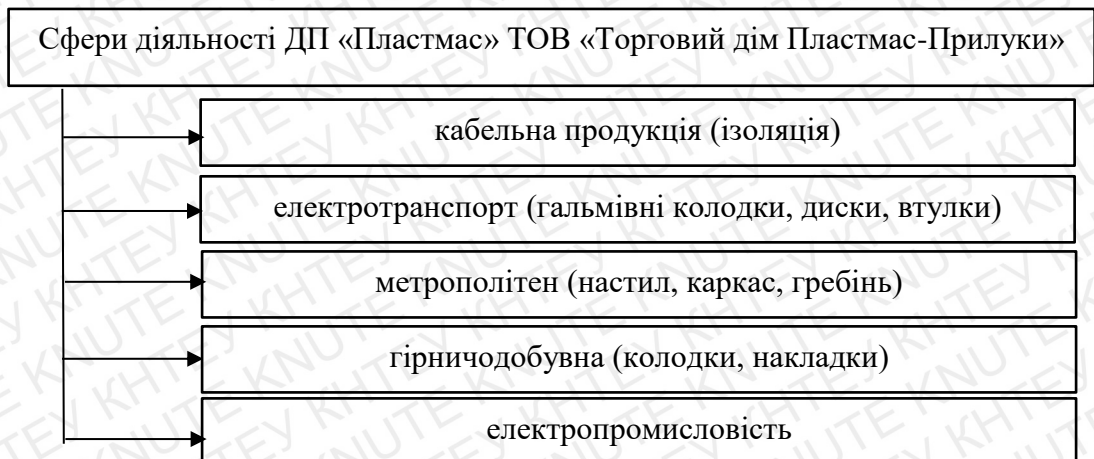 Сфери діяльності ДП «Пластмас» ТОВ «Торговий дім Пластмас-Прилуки»
кабельна продукція (ізоляція)
електротранспорт (гальмівні колодки, диски, втулки)
метрополітен (настил, каркас, гребінь)
гірничодобувна (колодки, накладки)
електропромисловість